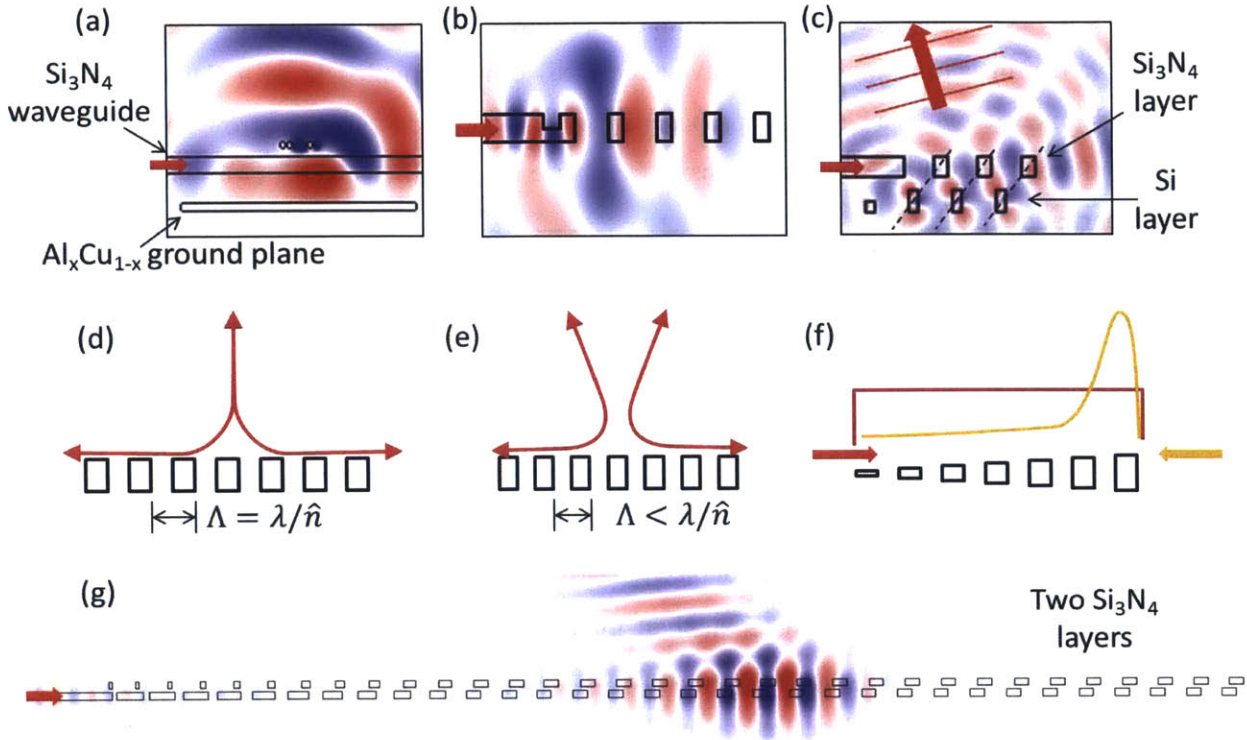 (a)
(b)
(c)
Si₃N₄
waveguide
AlₓCu₁₋ₓ ground plane
Si₃N₄
layer
Si
layer
(d)
(e)
(f)
Λ = λ/n̂
Λ < λ/n̂
(g)
Two Si₃N₄
layers